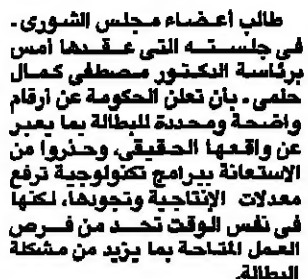 طالب أعضاء مجلس الشورى -
في جلسته التي عقدها أمس
برئاسة الدكتور مصطفى كمال
حلمي - بأن تعلن الحكومة عن أرقام
واضحة ومحددة للبطالة بما يعبر
عن واقعها الحقيقي، وحذروا من
الاستعانة ببرامج تكنولوجية ترفع
معدلات الإنتاجية وتجودها، لكنها
في نفس الوقت تحد من فرص
العمل المتاحة بما يزيد من مشكلة
البطالة.